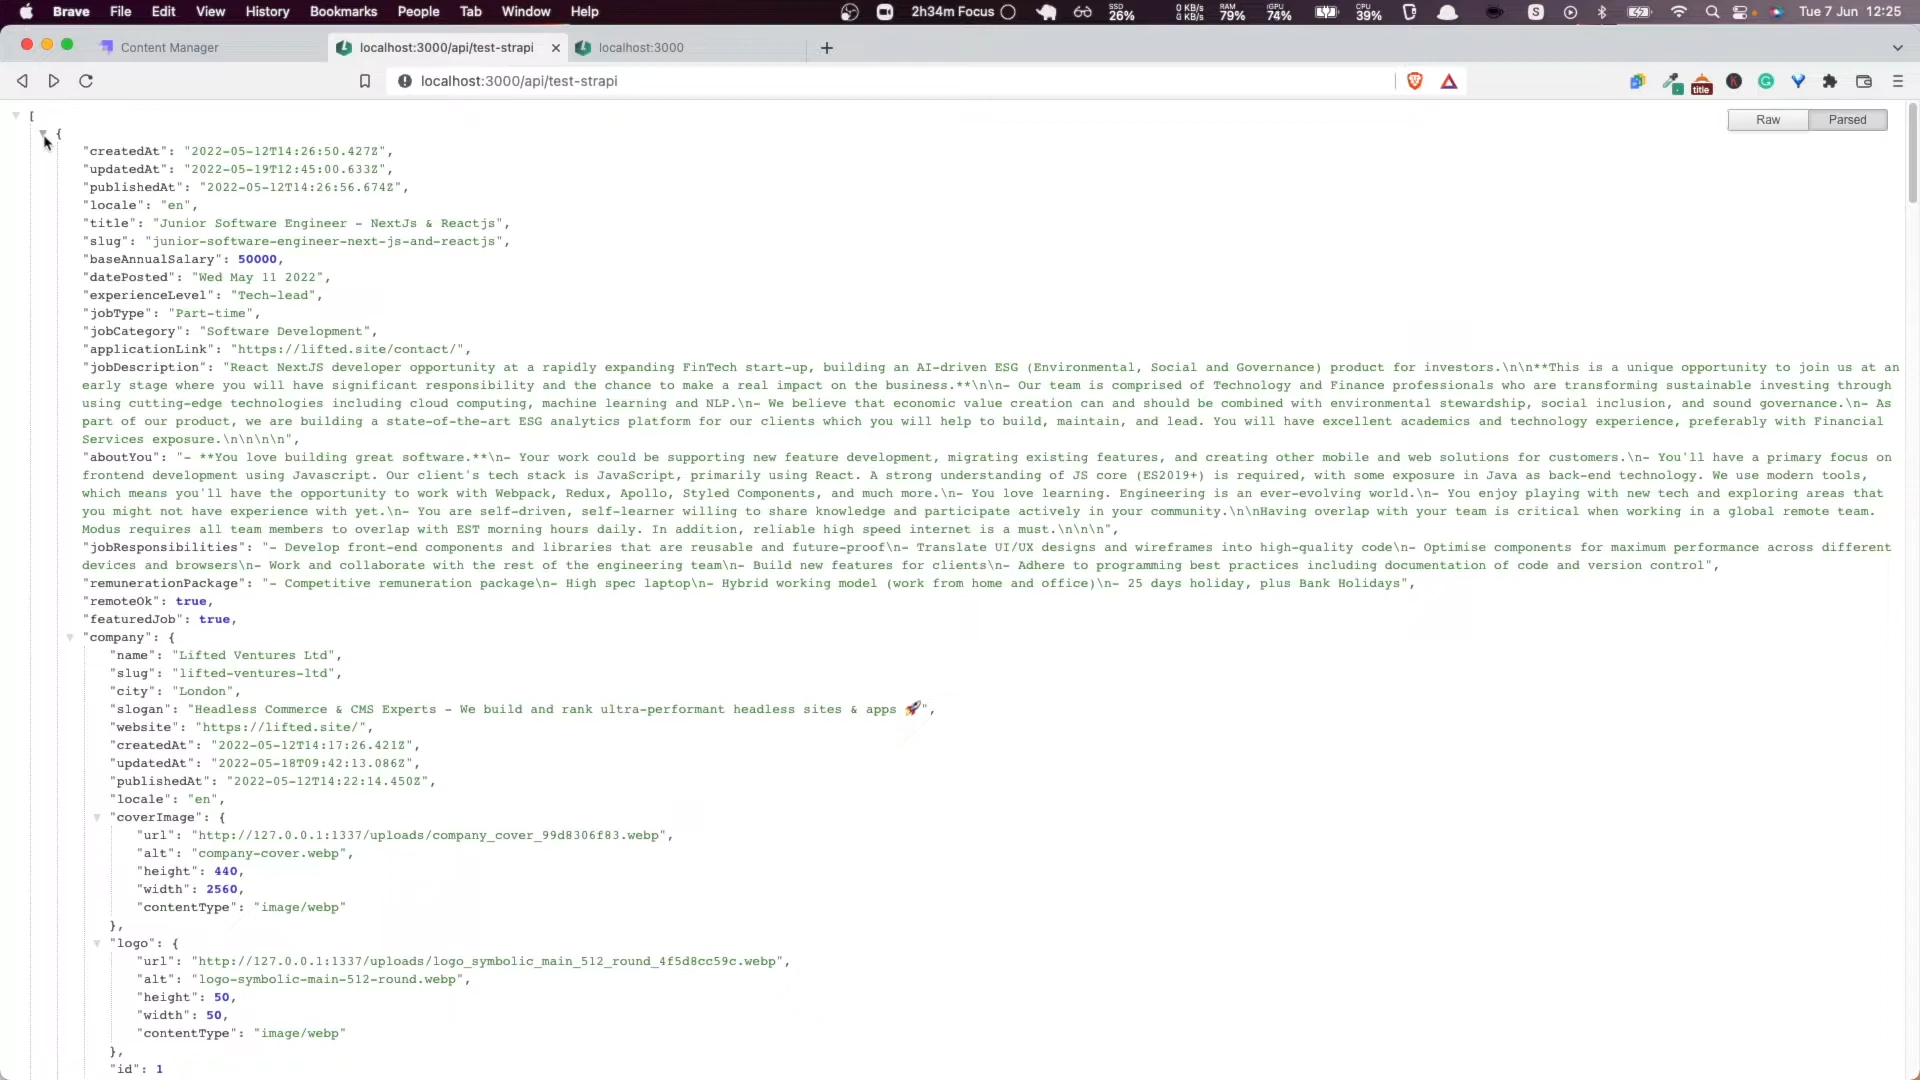 Brave File Edit View History Bookmarks People Tab Window Help 2h34m Focus SSD 26% 0 KB/s 0 KB/s RAM 79% iGPU 74% CPU 39% S Tue 7 Jun 12:25
Content Manager localhost:3000/api/test-strapi localhost:3000
localhost:3000/api/test-strapi title K
Raw Parsed
[
{
"createdAt": "2022-05-12T14:26:50.427Z",
"updatedAt": "2022-05-19T12:45:00.633Z",
"publishedAt": "2022-05-12T14:26:56.674Z",
"locale": "en",
"title": "Junior Software Engineer - NextJs & Reactjs",
"slug": "junior-software-engineer-next-js-and-reactjs",
"baseAnnualSalary": 50000,
"datePosted": "Wed May 11 2022",
"experienceLevel": "Tech-lead",
"jobType": "Part-time",
"jobCategory": "Software Development",
"applicationLink": "https://lifted.site/contact/",
"jobDescription": "React NextJS developer opportunity at a rapidly expanding FinTech start-up, building an AI-driven ESG (Environmental, Social and Governance) product for investors.\n\n**This is a unique opportunity to join us at an
early stage where you will have significant responsibility and the chance to make a real impact on the business.**\n\n- Our team is comprised of Technology and Finance professionals who are transforming sustainable investing through
using cutting-edge technologies including cloud computing, machine learning and NLP.\n- We believe that economic value creation can and should be combined with environmental stewardship, social inclusion, and sound governance.\n- As
part of our product, we are building a state-of-the-art ESG analytics platform for our clients which you will help to build, maintain, and lead. You will have excellent academics and technology experience, preferably with Financial
Services exposure.\n\n\n\n",
"aboutYou": "- **You love building great software.**\n- Your work could be supporting new feature development, migrating existing features, and creating other mobile and web solutions for customers.\n- You'll have a primary focus on
frontend development using Javascript. Our client's tech stack is JavaScript, primarily using React. A strong understanding of JS core (ES2019+) is required, with some exposure in Java as back-end technology. We use modern tools,
which means you'll have the opportunity to work with Webpack, Redux, Apollo, Styled Components, and much more.\n- You love learning. Engineering is an ever-evolving world.\n- You enjoy playing with new tech and exploring areas that
you might not have experience with yet.\n- You are self-driven, self-learner willing to share knowledge and participate actively in your community.\n\nHaving overlap with your team is critical when working in a global remote team.
Modus requires all team members to overlap with EST morning hours daily. In addition, reliable high speed internet is a must.\n\n\n",
"jobResponsibilities": "- Develop front-end components and libraries that are reusable and future-proof\n- Translate UI/UX designs and wireframes into high-quality code\n- Optimise components for maximum performance across different
devices and browsers\n- Work and collaborate with the rest of the engineering team\n- Build new features for clients\n- Adhere to programming best practices including documentation of code and version control",
"remunerationPackage": "- Competitive remuneration package\n- High spec laptop\n- Hybrid working model (work from home and office)\n- 25 days holiday, plus Bank Holidays",
"remoteOk": true,
"featuredJob": true,
"company": {
"name": "Lifted Ventures Ltd",
"slug": "lifted-ventures-ltd",
"city": "London",
"slogan": "Headless Commerce & CMS Experts - We build and rank ultra-performant headless sites & apps 🚀",
"website": "https://lifted.site/",
"createdAt": "2022-05-12T14:17:26.421Z",
"updatedAt": "2022-05-18T09:42:13.086Z",
"publishedAt": "2022-05-12T14:22:14.450Z",
"locale": "en",
"coverImage": {
"url": "http://127.0.0.1:1337/uploads/company_cover_99d8306f83.webp",
"alt": "company-cover.webp",
"height": 440,
"width": 2560,
"contentType": "image/webp"
},
"logo": {
"url": "http://127.0.0.1:1337/uploads/logo_symbolic_main_512_round_4f5d8cc59c.webp",
"alt": "logo-symbolic-main-512-round.webp",
"height": 50,
"width": 50,
"contentType": "image/webp"
},
"id": 1